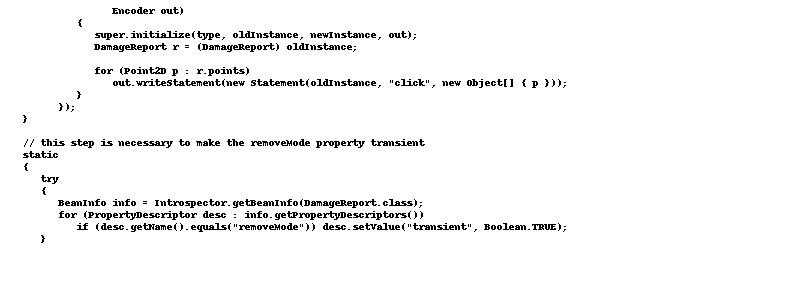 Encoder out)
{
super.initialize(type, oldInstance, newInstance, out);
DamageReport r = (DamageReport) oldInstance;
for (Point2D p : r.points)
out.writeStatement(new Statement(oldInstance, "click", new Object[] { p }));
}
});
}
// this step is necessary to make the removeMode property transient
static
{
try
{
BeanInfo info = Introspector.getBeanInfo(DamageReport.class);
for (PropertyDescriptor desc : info.getPropertyDescriptors())
if (desc.getName().equals("removeMode")) desc.setValue("transient", Boolean.TRUE);
}